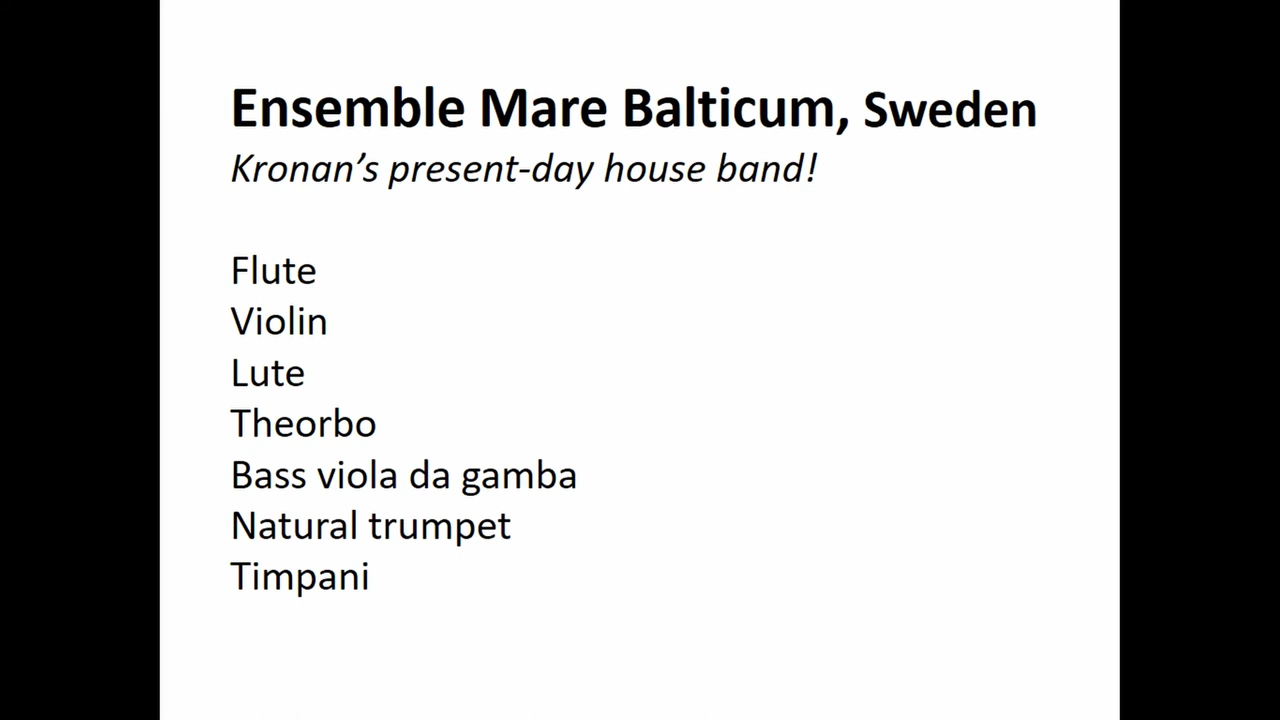 Ensemble Mare Balticum, Sweden
Kronan’s present-day house band!
Flute
Violin
Lute
Theorbo
Bass viola da gamba
Natural trumpet
Timpani